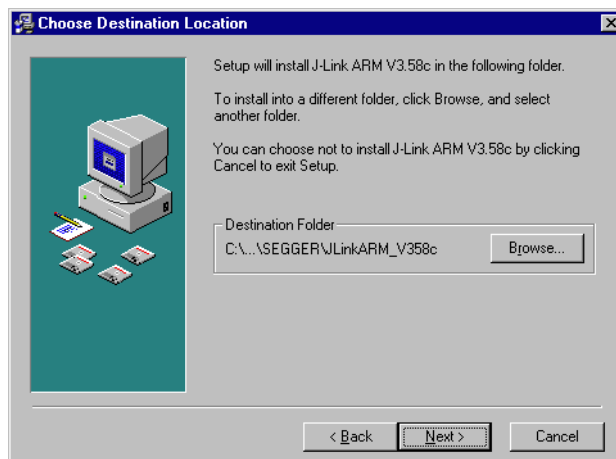 Choose Destination Location
Setup will install J-Link ARM V3.58c in the following folder.
To install into a different folder, click Browse, and select
another folder.
You can choose not to install J-Link ARM V3.58c by clicking
Cancel to exit Setup.
Destination Folder
C:\...\SEGGER\JLinkARM_V358c
Browse...
< Back
Next >
Cancel